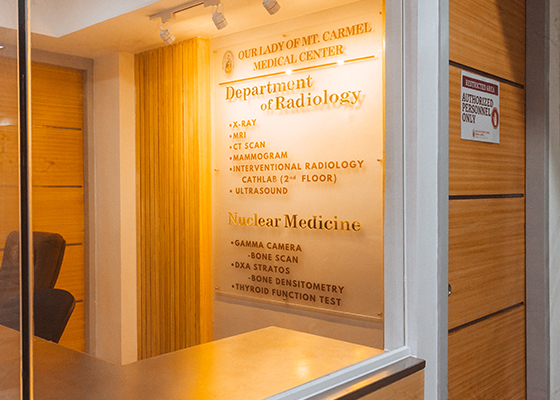 OUR LADY OF MT. CARMEL
MEDICAL CENTER
Department
of Radiology
•X-RAY
•MRI
•CT SCAN
•MAMMOGRAM
•INTERVENTIONAL RADIOLOGY
CATHLAB (2nd FLOOR)
• ULTRASOUND
Nuclear Medicine
•GAMMA CAMERA
-BONE SCAN
•DXA STRATOS
-BONE DENSITOMETRY
•THYROID FUNCTION TEST
RESTRICTED AREA
AUTHORIZED
PERSONNEL
ONLY